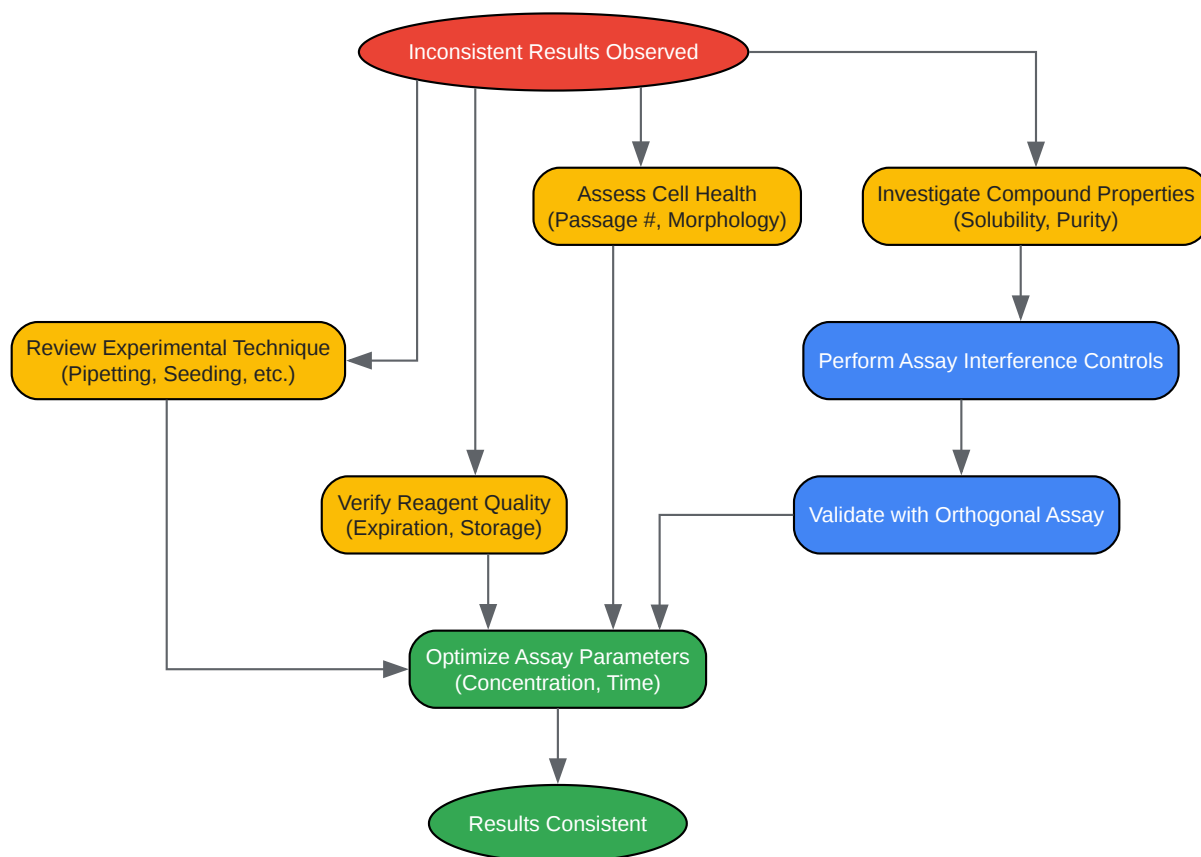 Inconsistent Results Observed
Assess Cell Health
(Passage #, Morphology)
Investigate Compound Properties
(Solubility, Purity)
Review Experimental Technique
(Pipetting, Seeding, etc.)
Perform Assay Interference Controls
Verify Reagent Quality
(Expiration, Storage)
Validate with Orthogonal Assay
Optimize Assay Parameters
(Concentration, Time)
Results Consistent